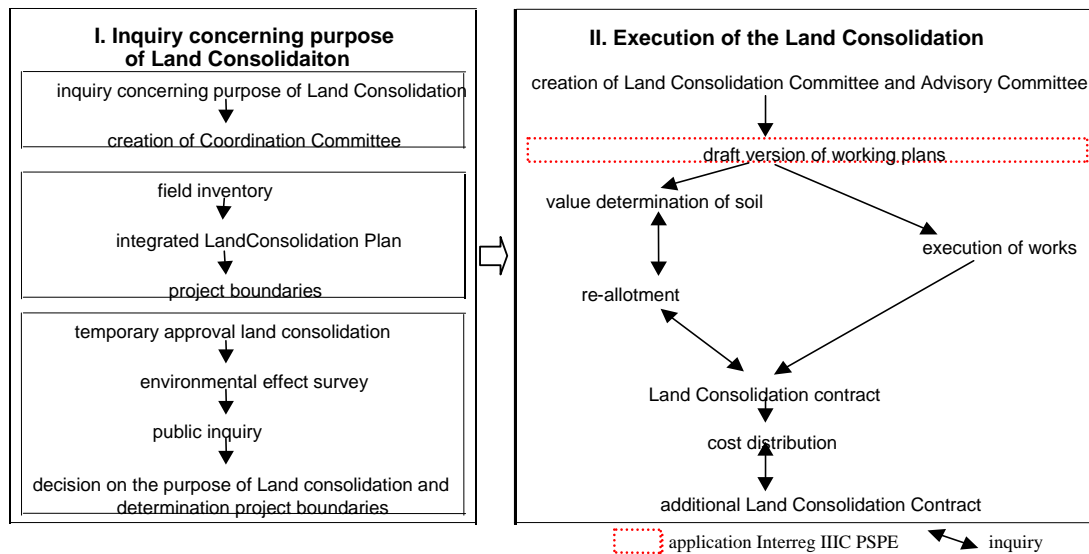 I. Inquiry concerning purpose
of Land Consolidaiton
inquiry concerning purpose of Land Consolidation
creation of Coordination Committee
field inventory
integrated LandConsolidation Plan
project boundaries
temporary approval land consolidation
environmental effect survey
public inquiry
decision on the purpose of Land consolidation and
determination project boundaries
II. Execution of the Land Consolidation
creation of Land Consolidation Committee and Advisory Committee
draft version of working plans
value determination of soil
execution of works
re-allotment
Land Consolidation contract
cost distribution
additional Land Consolidation Contract
application Interreg IIIC PSPE
inquiry